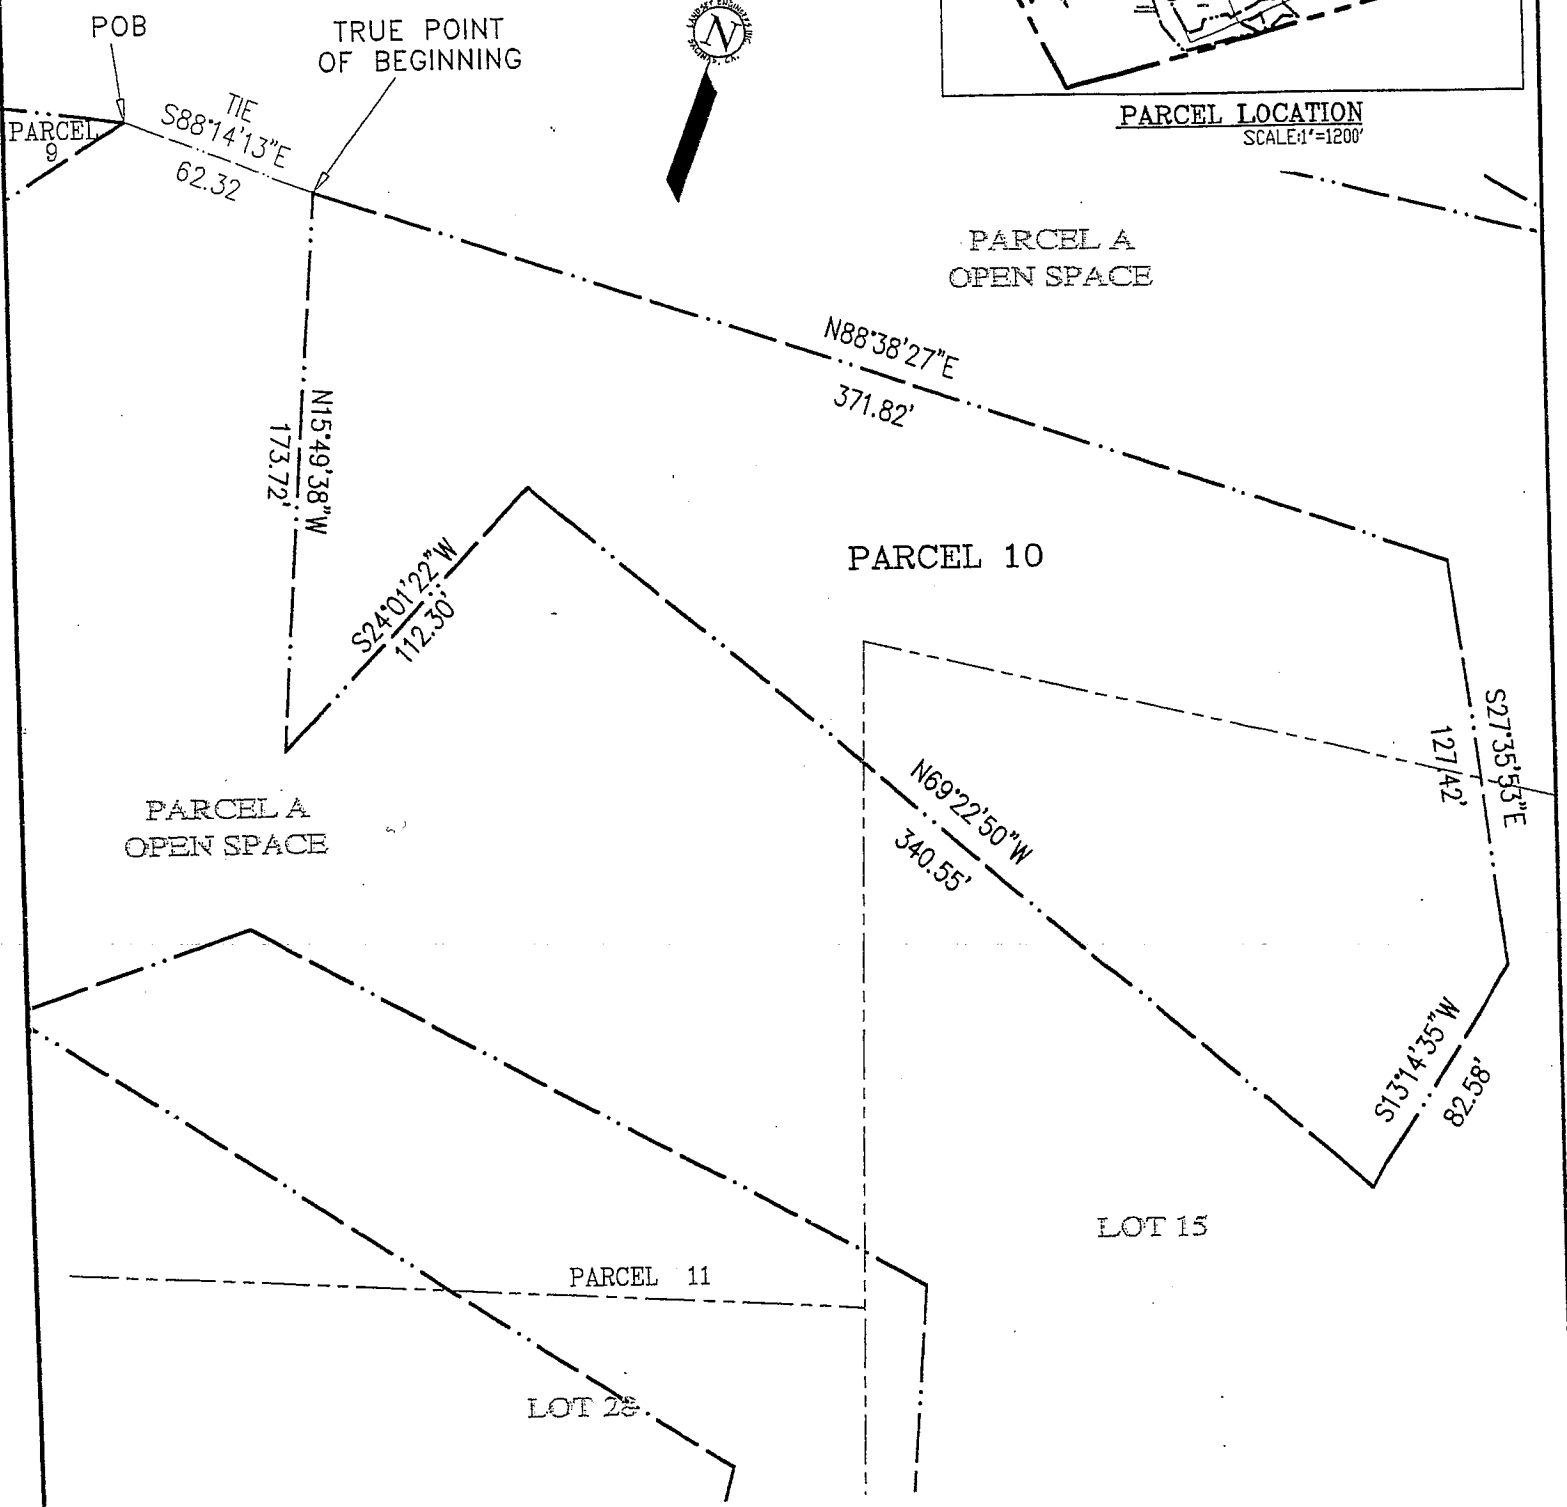 POB
TRUE POINT
OF BEGINNING
N
PARCEL LOCATION
SCALE:1"=1200'
TIE
S88°14'13"E
62.32
PARCEL
9
PARCEL A
OPEN SPACE
N88°38'27"E
371.82'
N15°49'38"W
173.72'
S24°01'22"W
112.30'
PARCEL 10
S27°35'53"E
127.42'
N69°22'50"W
340.55'
PARCEL A
OPEN SPACE
S13°14'35"W
82.58'
LOT 15
PARCEL 11
LOT 28